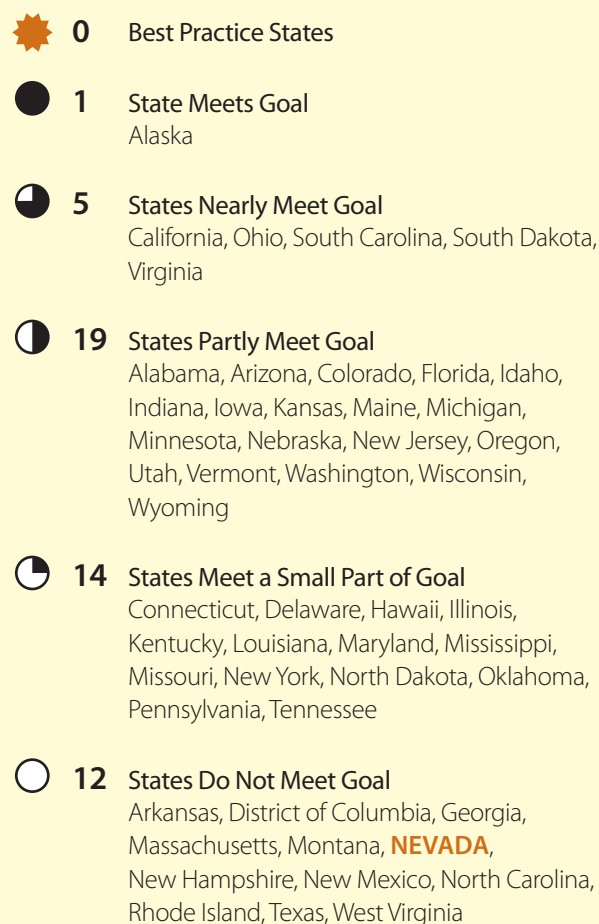 0 Best Practice States
1 State Meets Goal
Alaska
5 States Nearly Meet Goal
California, Ohio, South Carolina, South Dakota,
Virginia
19 States Partly Meet Goal
Alabama, Arizona, Colorado, Florida, Idaho,
Indiana, Iowa, Kansas, Maine, Michigan,
Minnesota, Nebraska, New Jersey, Oregon,
Utah, Vermont, Washington, Wisconsin,
Wyoming
14 States Meet a Small Part of Goal
Connecticut, Delaware, Hawaii, Illinois,
Kentucky, Louisiana, Maryland, Mississippi,
Missouri, New York, North Dakota, Oklahoma,
Pennsylvania, Tennessee
12 States Do Not Meet Goal
Arkansas, District of Columbia, Georgia,
Massachusetts, Montana, NEVADA,
New Hampshire, New Mexico, North Carolina,
Rhode Island, Texas, West Virginia